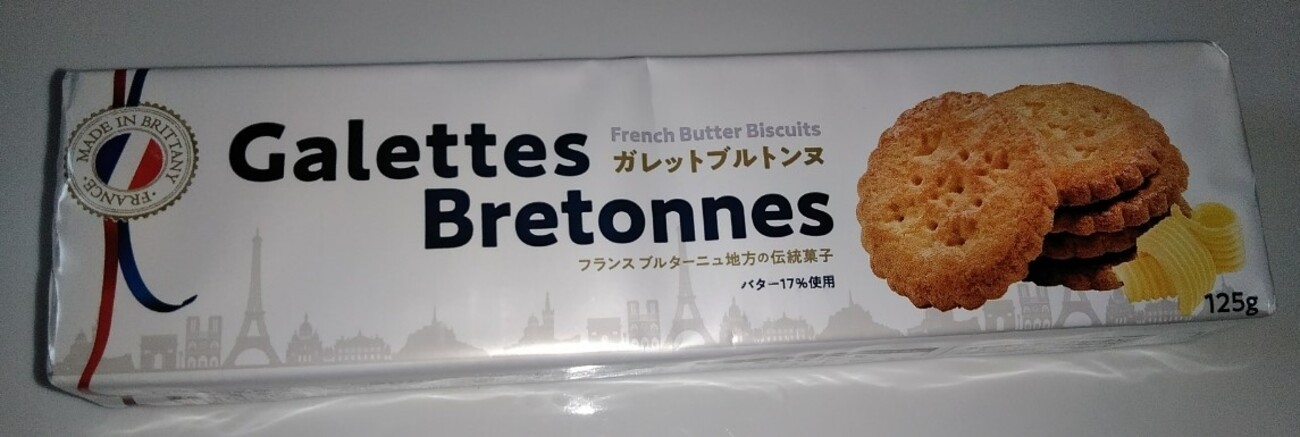 MADE IN BRITTANY
· FRANCE ·
Galettes
French Butter Biscuits
ガレットブルトンヌ
Bretonnes
フランス ブルターニュ地方の伝統菓子
バター17%使用
125g